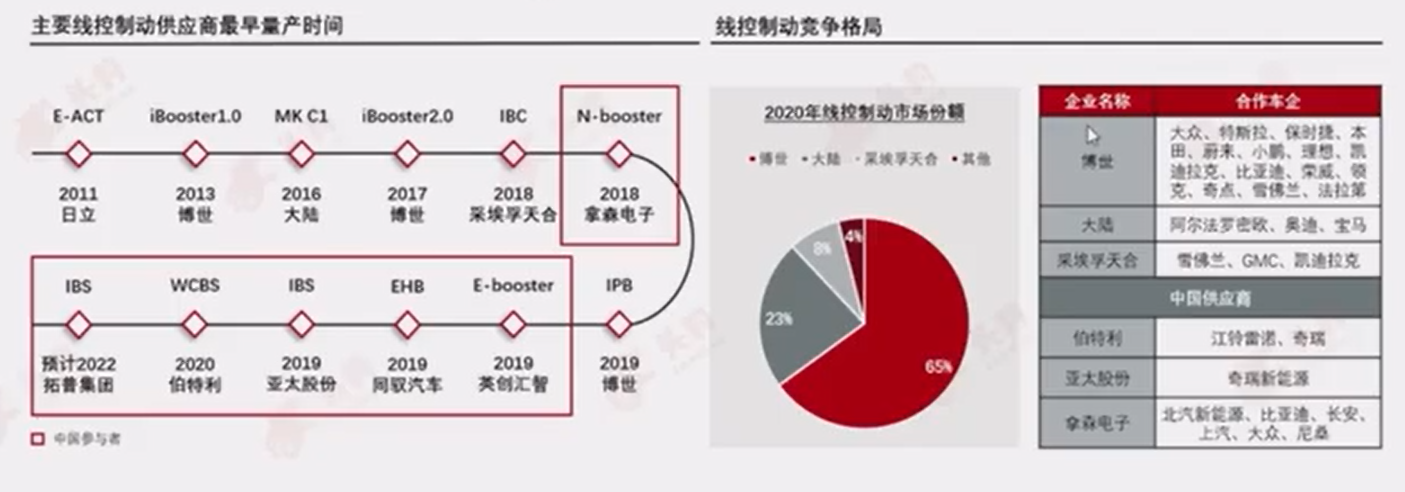 主要线控制动供应商最早量产时间
E-ACT
iBooster1.0
MK C1
iBooster2.0
IBC
N-booster
2011
日立
2013
博世
2016
大陆
2017
博世
2018
采埃孚天合
2018
拿森电子
IBS
WCBS
IBS
EHB
E-booster
IPB
预计2022
拓普集团
2020
伯特利
2019
亚太股份
2019
同驭汽车
2019
英创汇智
2019
博世
中国参与者
线控制动竞争格局
2020年线控制动市场份额
博世 大陆 采埃孚天合 其他
4%
8%
23%
65%
企业名称
合作车企
博世
大众、特斯拉、保时捷、本
田、蔚来、小鹏、理想、凯
迪拉克、比亚迪、荣威、领
克、奇点、雪佛兰、法拉第
大陆
阿尔法罗密欧、奥迪、宝马
采埃孚天合
雪佛兰、GMC、凯迪拉克
中国供应商
伯特利
江铃雷诺、奇瑞
亚太股份
奇瑞新能源
拿森电子
北汽新能源、比亚迪、长安、
上汽、大众、尼桑